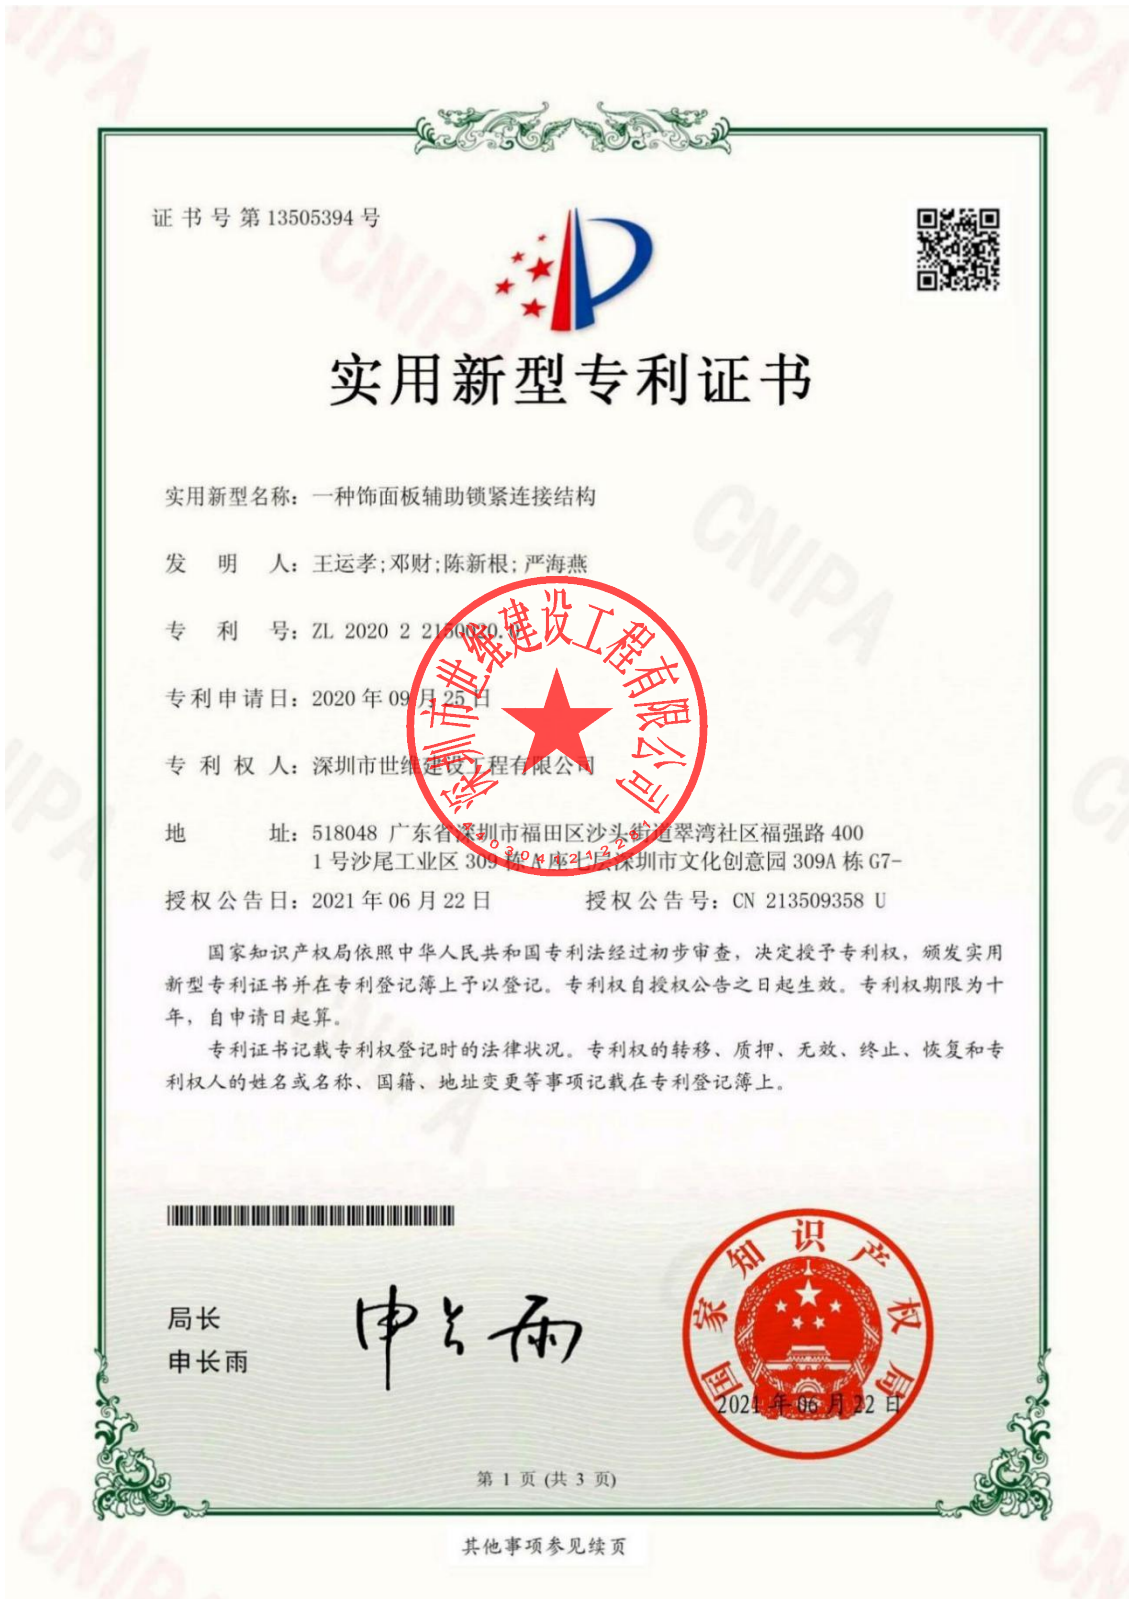 证书号第13505394号
实用新型专利证书
实用新型名称：一种饰面板辅助锁紧连接结构
发明人：王运孝;邓财;陈新根;严海燕
专利号：ZL 2020 2 2150020.
专利申请日：2020年09月25日
专利权人：深圳市世维建设工程有限公司
地址：518048 广东省深圳市福田区沙头街道翠湾社区福强路400
1号沙尾工业区309栋A座七层深圳市文化创意园309A栋G7-
授权公告日：2021年06月22日 授权公告号：CN 213509358 U
深圳市世维建设工程有限公司
国家知识产权局依照中华人民共和国专利法经过初步审查，决定授予专利权，颁发实用
新型专利证书并在专利登记簿上予以登记。专利权自授权公告之日起生效。专利权期限为十
年，自申请日起算。
专利证书记载专利权登记时的法律状况。专利权的转移、质押、无效、终止、恢复和专
利权人的姓名或名称、国籍、地址变更等事项记载在专利登记簿上。
局长
申长雨
申长雨
国家知识产权局
2021年06月22日
第 1 页 (共 3 页)
其他事项参见续页
CNIPA